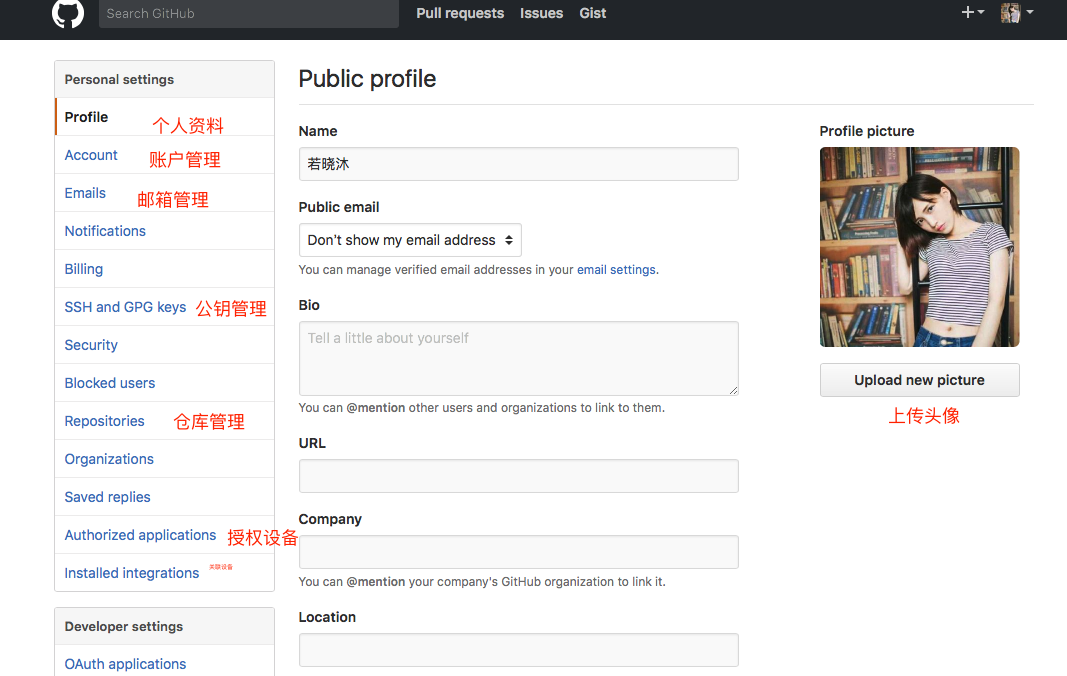 Search GitHub
Pull requests Issues Gist
Personal settings
Profile 个人资料
Account 账户管理
Emails 邮箱管理
Notifications
Billing
SSH and GPG keys 公钥管理
Security
Blocked users
Repositories 仓库管理
Organizations
Saved replies
Authorized applications 授权设备
Installed integrations 关联设备
Developer settings
OAuth applications
Public profile
Name
若晓沐
Public email
Don't show my email address
You can manage verified email addresses in your email settings.
Bio
Tell a little about yourself
You can @mention other users and organizations to link to them.
URL
Company
You can @mention your company's GitHub organization to link it.
Location
Profile picture
Upload new picture
上传头像